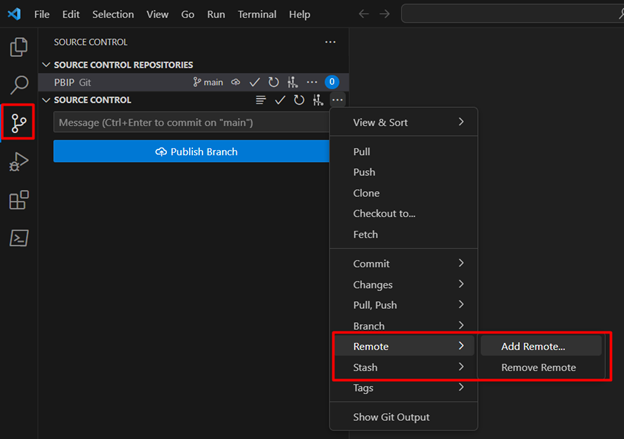 File Edit Selection View Go Run Terminal Help
SOURCE CONTROL
SOURCE CONTROL REPOSITORIES
PBIP Git main 0
SOURCE CONTROL
Message (Ctrl+Enter to commit on "main")
Publish Branch
View & Sort
Pull
Push
Clone
Checkout to...
Fetch
Commit
Changes
Pull, Push
Branch
Remote
Add Remote...
Stash
Remove Remote
Tags
Show Git Output